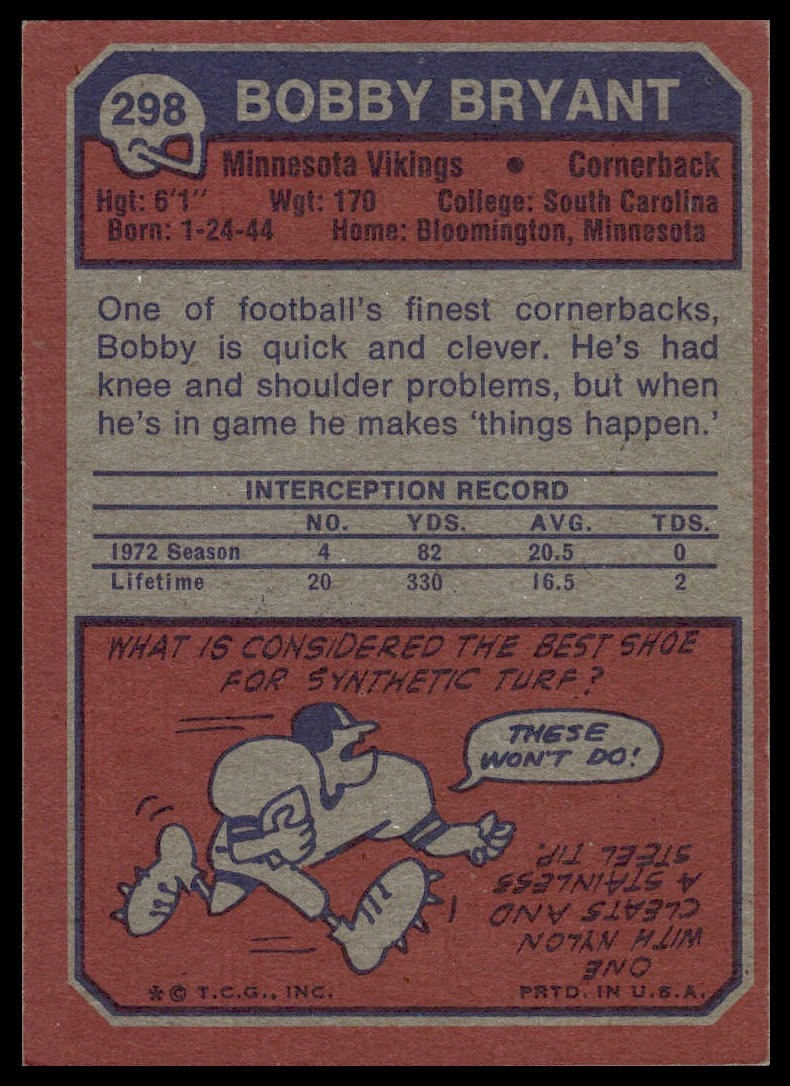 298 BOBBY BRYANT
Minnesota Vikings • Cornerback
Hgt: 6'1" Wgt: 170 College: South Carolina
Born: 1-24-44 Home: Bloomington, Minnesota
One of football's finest cornerbacks,
Bobby is quick and clever. He's had
knee and shoulder problems, but when
he's in game he makes 'things happen.'
INTERCEPTION RECORD
NO. YDS. AVG. TDS.
1972 Season 4 82 20.5 0
Lifetime 20 330 16.5 2
WHAT IS CONSIDERED THE BEST SHOE
FOR SYNTHETIC TURF?
THESE
WON'T DO!
ONE
WITH NYLON
CLEATS AND
A STAINLESS
STEEL TIP.
*© T.C.G., INC. PRTD. IN U.S.A.